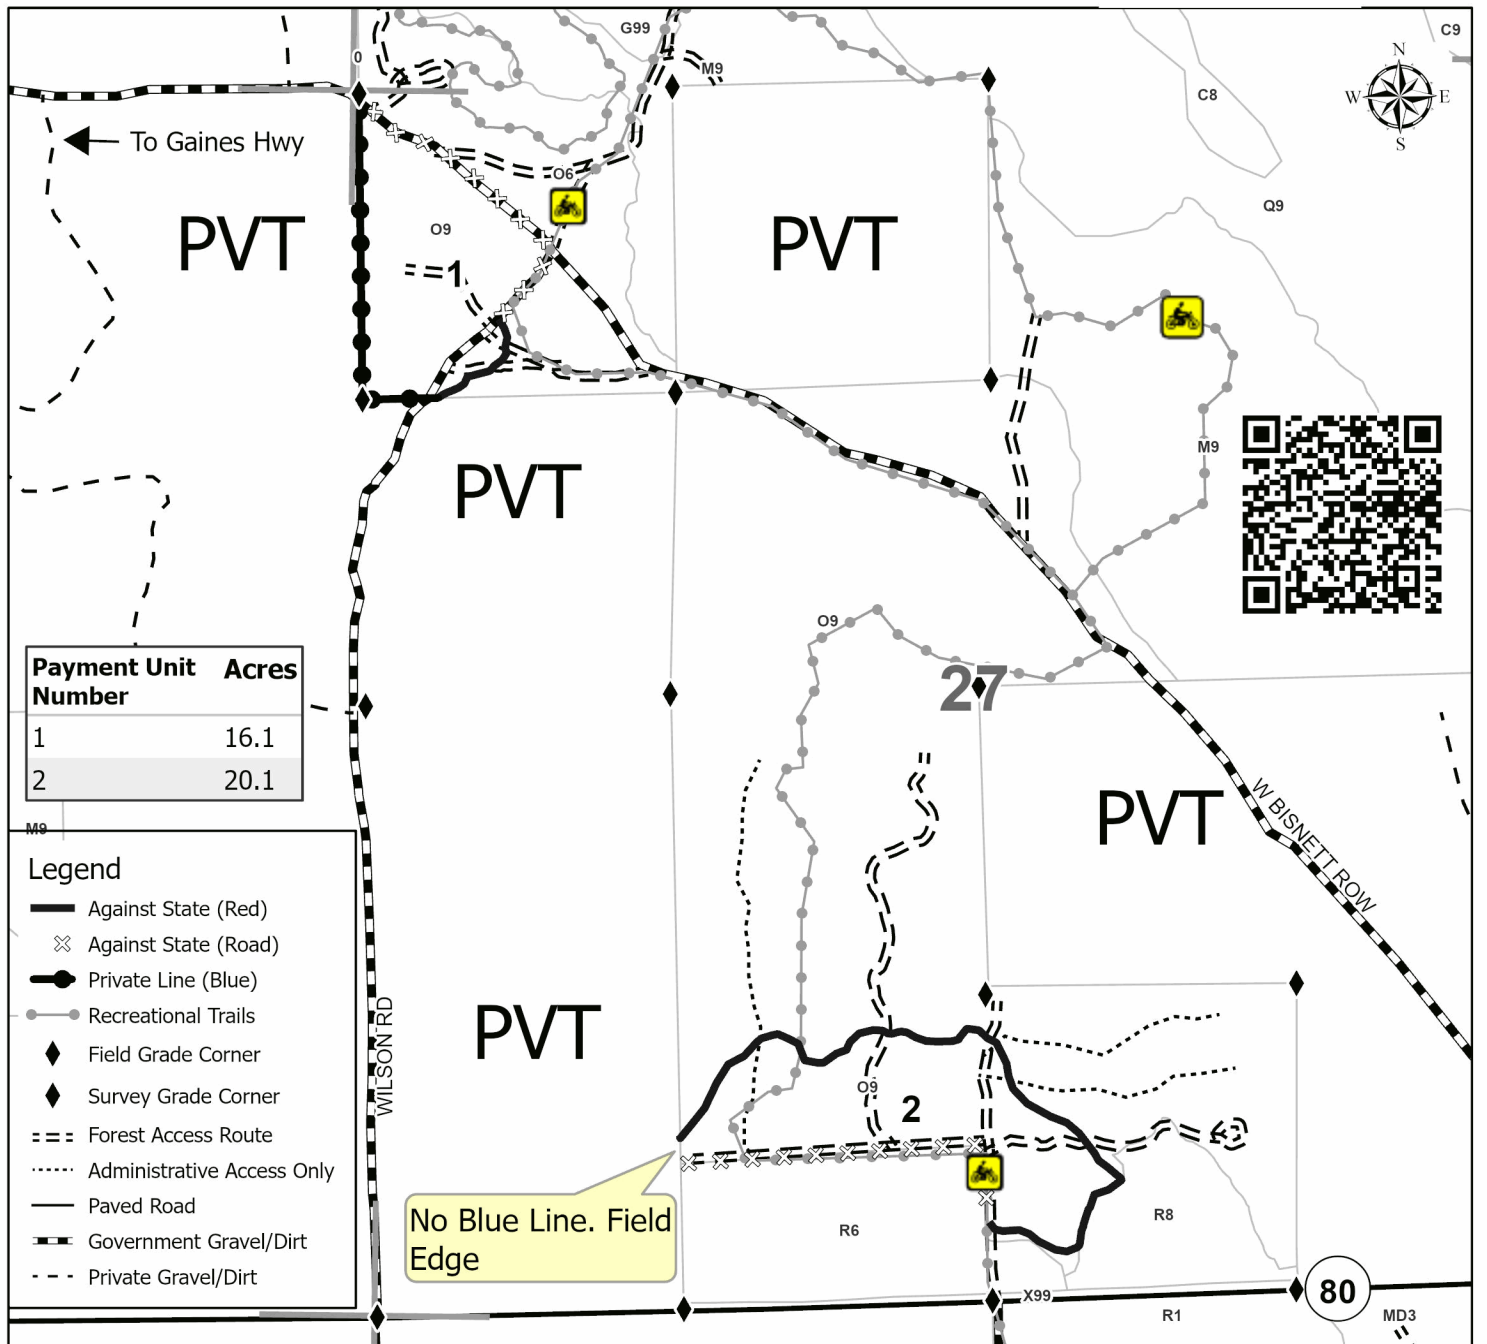 G99
C9
0
M9
N
W
E
S
C8
To Gaines Hwy
O6
PVT
O9
PVT
Q9
1
M9
PVT
O9
27
Payment Unit Number
Acres
1
16.1
2
20.1
M9
PVT
W BISNETT ROW
Legend
Against State (Red)
Against State (Road)
Private Line (Blue)
Recreational Trails
Field Grade Corner
Survey Grade Corner
Forest Access Route
Administrative Access Only
Paved Road
Government Gravel/Dirt
Private Gravel/Dirt
PVT
WILSON RD
O9
2
No Blue Line. Field
Edge
R6
R8
X99
80
R1
MD3